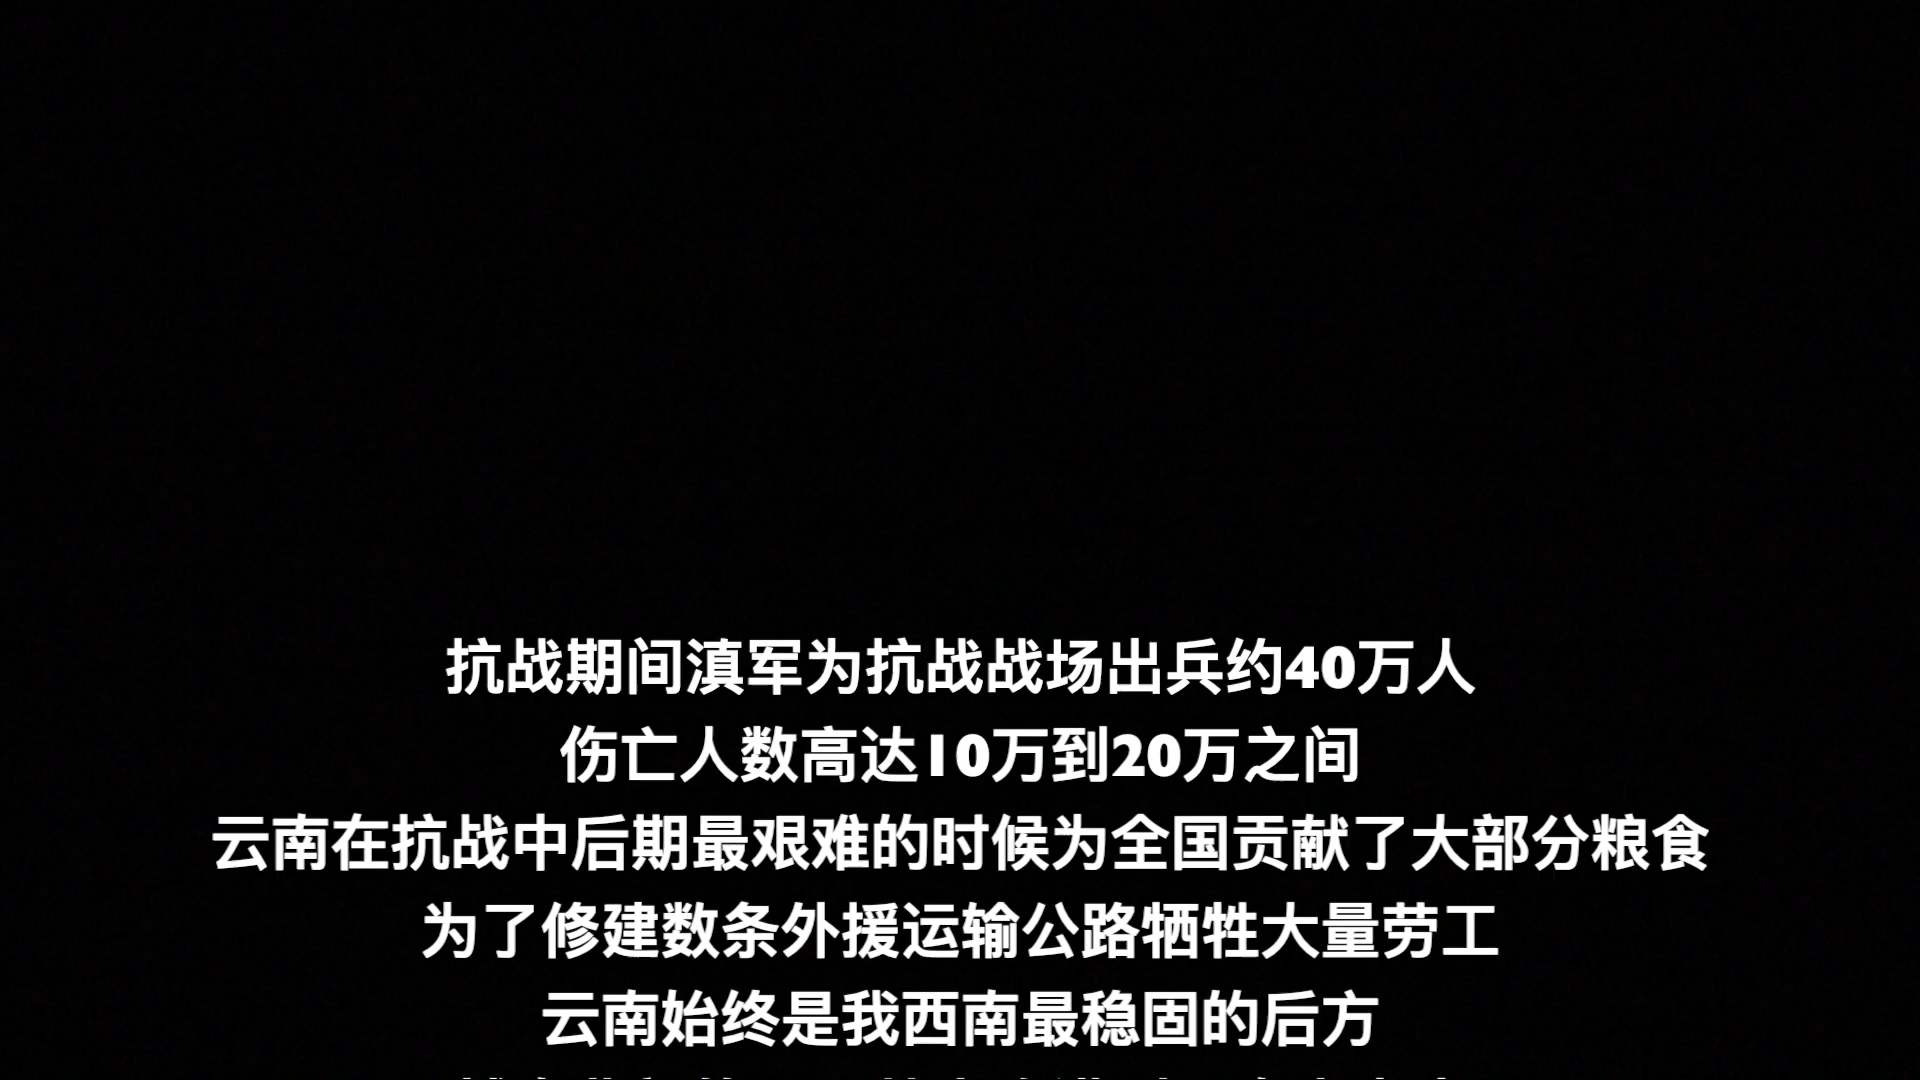 抗战期间滇军为抗战战场出兵约40万人
伤亡人数高达10万到20万之间
云南在抗战中后期最艰难的时候为全国贡献了大部分粮食
为了修建数条外援运输公路牺牲大量劳工
云南始终是我西南最稳固的后方